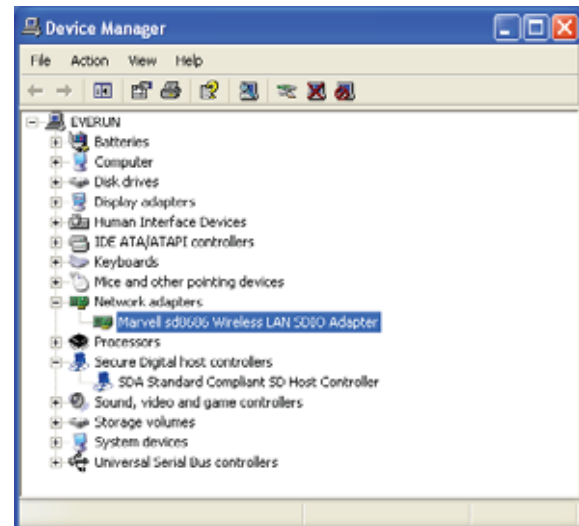 Device Manager
File Action View Help
EVERUN
Batteries
Computer
Disk drives
Display adapters
Human Interface Devices
IDE ATA/ATAPI controllers
Keyboards
Mice and other pointing devices
Network adapters
Marvell sd8686 Wireless LAN SDIO Adapter
Processors
Secure Digital host controllers
SDA Standard Compliant SD Host Controller
Sound, video and game controllers
Storage volumes
System devices
Universal Serial Bus controllers